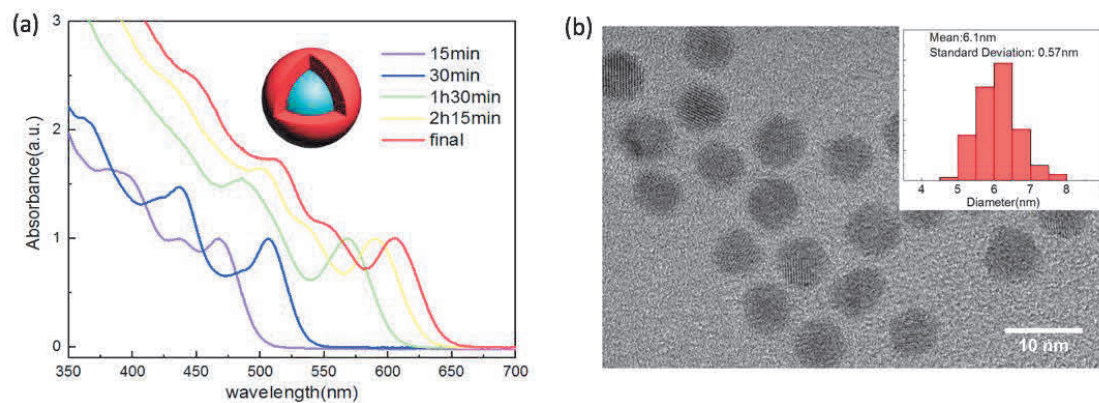 (a)
3
2
1
0
Absorbance(a.u.)
350 400 450 500 550 600 650 700
wavelength(nm)
15min
30min
1h30min
2h15min
final
(b)
Mean:6.1nm
Standard Deviation: 0.57nm
4 5 6 7 8
Diameter(nm)
10 nm